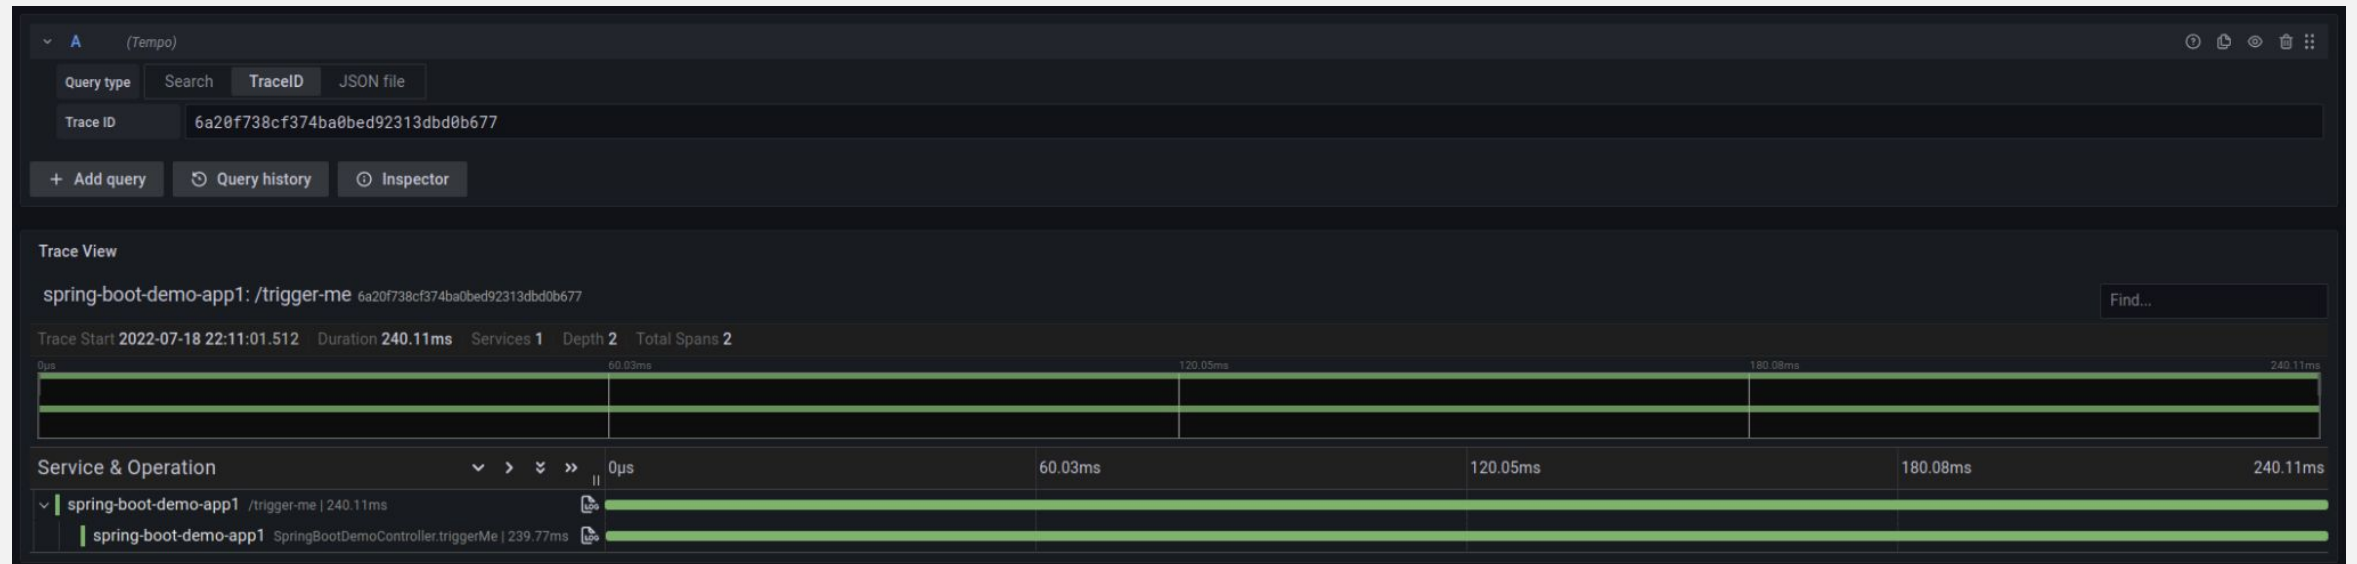 A (Tempo)
Query type Search TraceID JSON file
Trace ID 6a20f738cf374ba0bed92313dbd0b677
+ Add query Query history Inspector
Trace View
spring-boot-demo-app1: /trigger-me 6a20f738cf374ba0bed92313dbd0b677
Find...
Trace Start 2022-07-18 22:11:01.512 Duration 240.11ms Services 1 Depth 2 Total Spans 2
0μs 60.03ms 120.05ms 180.08ms 240.11ms
Service & Operation 0μs 60.03ms 120.05ms 180.08ms 240.11ms
spring-boot-demo-app1 /trigger-me | 240.11ms LOG
spring-boot-demo-app1 SpringBootDemoController.triggerMe | 239.77ms LOG